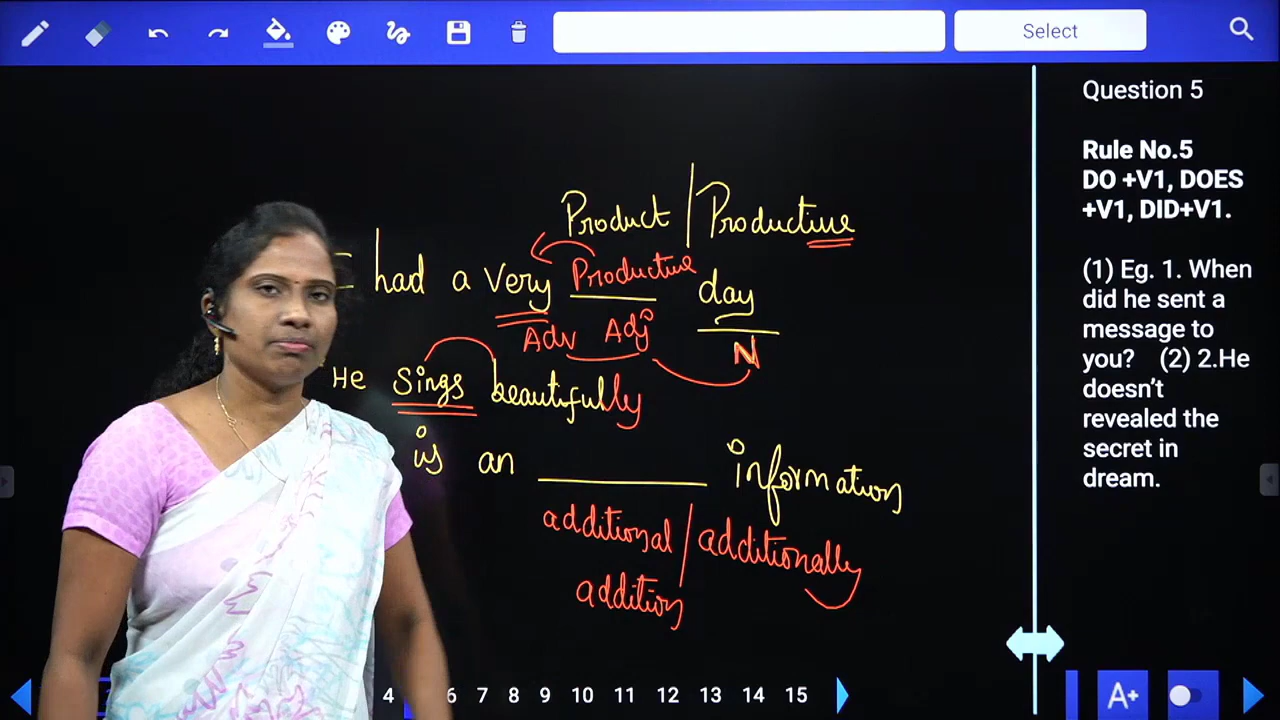 Select
Product / Productive
had a very Productive day
Adv Adj N
He sings beautifully
is an ________ information
additional / additionally
addition
Question 5
Rule No.5
DO +V1, DOES
+V1, DID+V1.
(1) Eg. 1. When
did he sent a
message to
you? (2) 2.He
doesn't
revealed the
secret in
dream.
4 6 7 8 9 10 11 12 13 14 15
A+